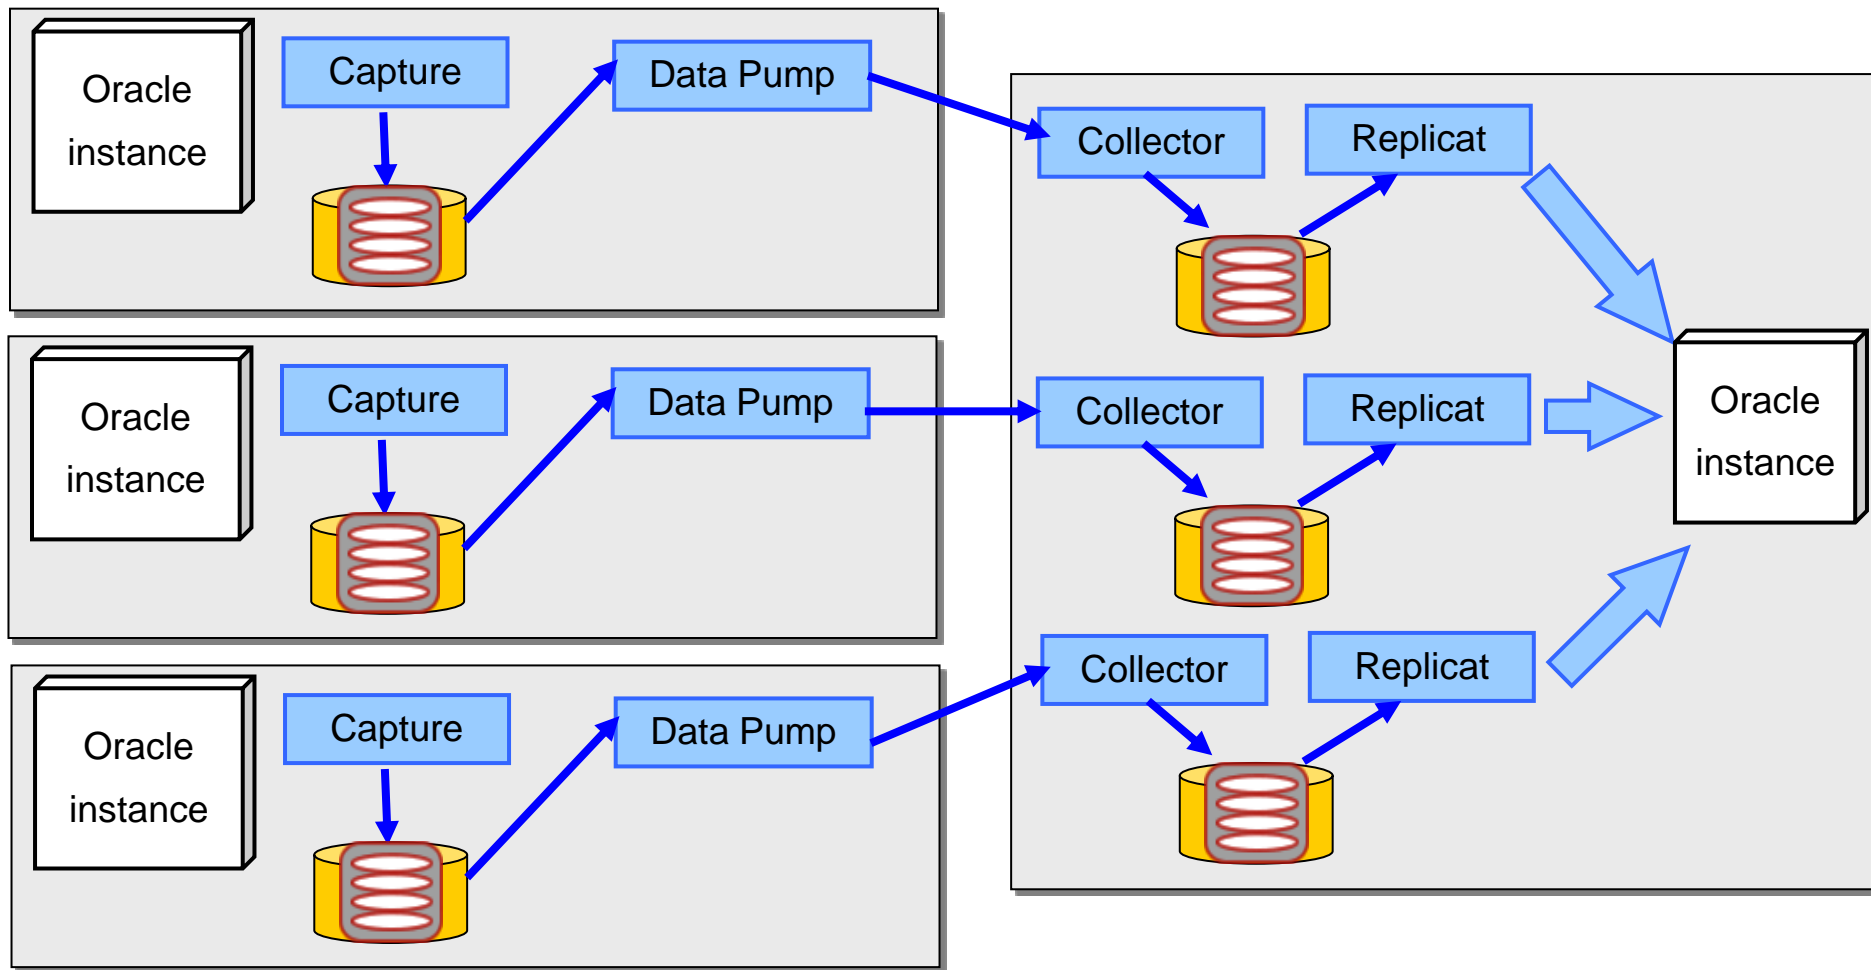 Oracle
instance
Capture
Data Pump
Oracle
instance
Capture
Data Pump
Oracle
instance
Capture
Data Pump
Collector
Replicat
Collector
Replicat
Collector
Replicat
Oracle
instance